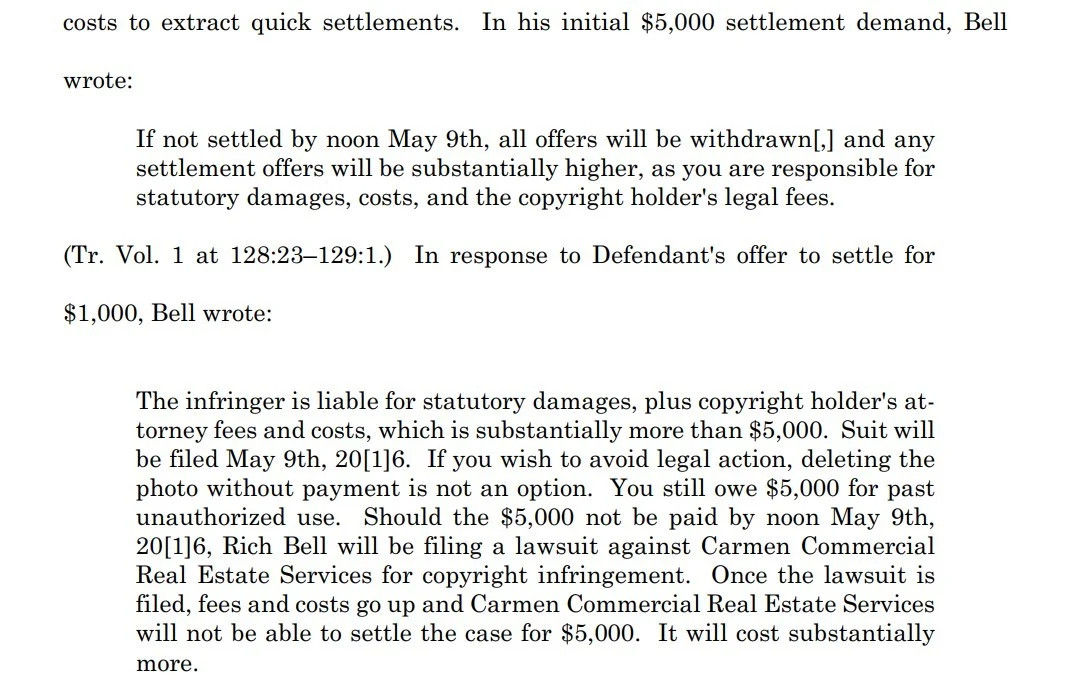 costs to extract quick settlements. In his initial $5,000 settlement demand, Bell
wrote:
If not settled by noon May 9th, all offers will be withdrawn[,] and any
settlement offers will be substantially higher, as you are responsible for
statutory damages, costs, and the copyright holder's legal fees.
(Tr. Vol. 1 at 128:23–129:1.) In response to Defendant's offer to settle for
$1,000, Bell wrote:
The infringer is liable for statutory damages, plus copyright holder's at-
torney fees and costs, which is substantially more than $5,000. Suit will
be filed May 9th, 20[1]6. If you wish to avoid legal action, deleting the
photo without payment is not an option. You still owe $5,000 for past
unauthorized use. Should the $5,000 not be paid by noon May 9th,
20[1]6, Rich Bell will be filing a lawsuit against Carmen Commercial
Real Estate Services for copyright infringement. Once the lawsuit is
filed, fees and costs go up and Carmen Commercial Real Estate Services
will not be able to settle the case for $5,000. It will cost substantially
more.